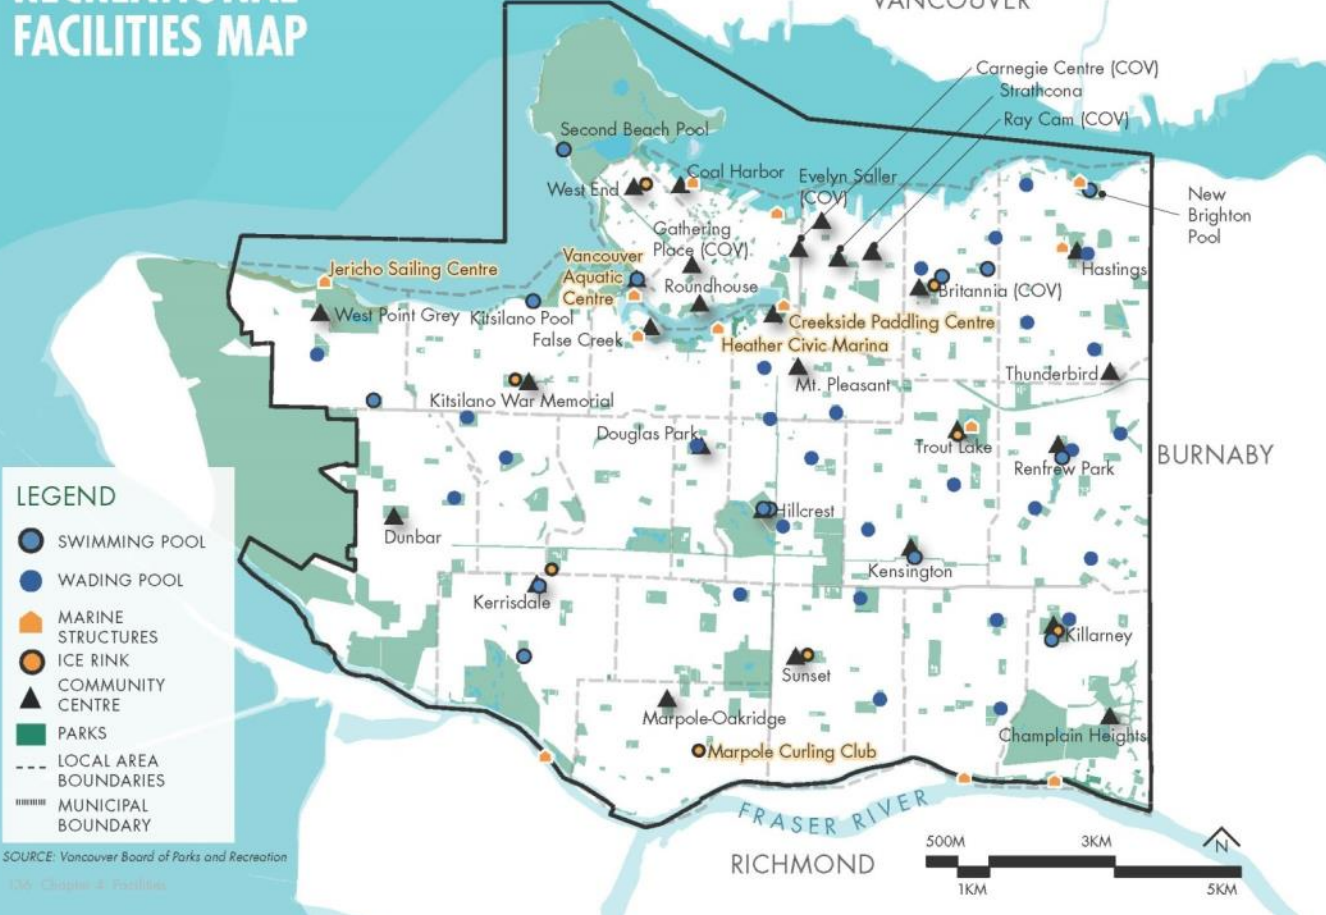 RECREATIONAL
FACILITIES MAP
VANCOUVER
Carnegie Centre (COV)
Strathcona
Ray Cam (COV)
Second Beach Pool
West End
Coal Harbor
Evelyn Saller
(COV)
New
Brighton
Pool
Gathering
Place (COV)
Vancouver
Aquatic
Centre
Jericho Sailing Centre
Hastings
Roundhouse
Britannia (COV)
West Point Grey
Kitsilano Pool
False Creek
Creekside Paddling Centre
Heather Civic Marina
Thunderbird
Mt. Pleasant
Kitsilano War Memorial
Douglas Park
Trout Lake
Renfrew Park
BURNABY
LEGEND
SWIMMING POOL
WADING POOL
MARINE
STRUCTURES
ICE RINK
COMMUNITY
CENTRE
PARKS
LOCAL AREA
BOUNDARIES
MUNICIPAL
BOUNDARY
Hillcrest
Dunbar
Kensington
Kerrisdale
Killarney
Sunset
Marpole-Oakridge
Champlain Heights
Marpole Curling Club
FRASER RIVER
RICHMOND
500M
3KM
1KM
5KM
N
SOURCE: Vancouver Board of Parks and Recreation
136 Chapter 4: Facilities